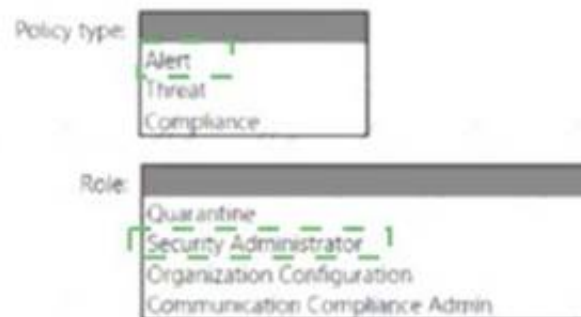 Policy type:
Alert
Threat
Compliance
Role:
Quarantine
Security Administrator
Organization Configuration
Communication Compliance Admin